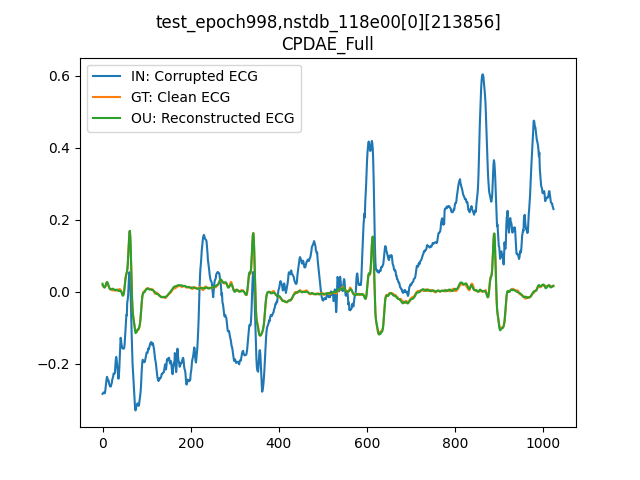 test_epoch998,nstdb_118e00[0][213856]
CPDAE_Full
IN: Corrupted ECG
GT: Clean ECG
OU: Reconstructed ECG
0.6
0.4
0.2
0.0
−0.2
0 200 400 600 800 1000